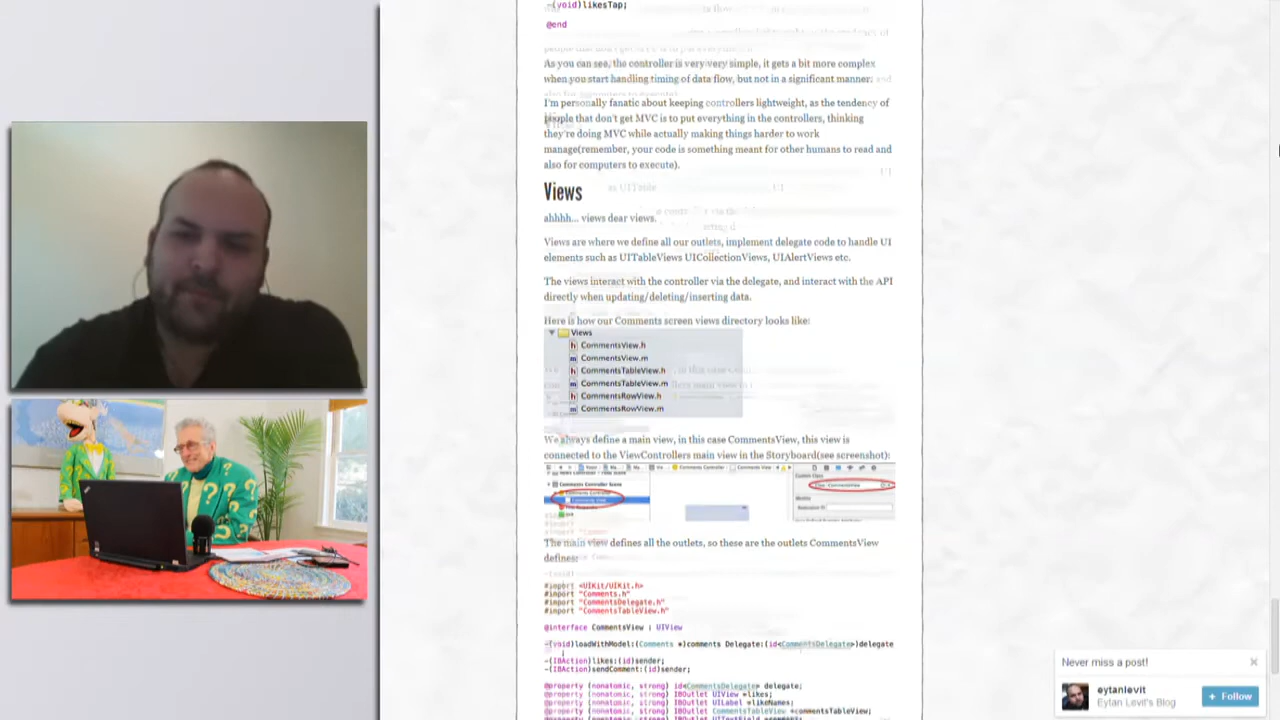 -(void)likesTap;
@end
As you can see, the controller is very very simple, it gets a bit more complex
when you start handling timing of data flow, but not in a significant manner.
I'm personally fanatic about keeping controllers lightweight, as the tendency of
people that don't get MVC is to put everything in the controllers, thinking
they're doing MVC while actually making things harder to work
manage(remember, your code is something meant for other humans to read and
also for computers to execute).
Views
ahhhh... views dear views.
Views are where we define all our outlets, implement delegate code to handle UI
elements such as UITableViews UICollectionViews, UIAlertViews etc.
The views interact with the controller via the delegate, and interact with the API
directly when updating/deleting/inserting data.
Here is how our Comments screen views directory looks like:
Views
h CommentsView.h
m CommentsView.m
h CommentsTableView.h
m CommentsTableView.m
h CommentsRowView.h
m CommentsRowView.m
We always define a main view, in this case CommentsView, this view is
connected to the ViewControllers main view in the Storyboard(see screenshot):
Comments Controller Scene
The main view defines all the outlets, so these are the outlets CommentsView
defines:
#import <UIKit/UIKit.h>
#import "Comments.h"
#import "CommentsDelegate.h"
#import "CommentsTableView.h"
@interface CommentsView : UIView
-(void)loadWithModel:(Comments *)comments Delegate:(id<CommentsDelegate>)delegate
;
-(IBAction)likes:(id)sender;
-(IBAction)sendComment:(id)sender;
@property (nonatomic, strong) id<CommentsDelegate> delegate;
@property (nonatomic, strong) IBOutlet UIView *likes;
@property (nonatomic, strong) IBOutlet UILabel *likeNames;
@property (nonatomic, strong) IBOutlet CommentsTableView *commentsTableView;
Never miss a post!
eytanlevit
Eytan Levit's Blog
+ Follow